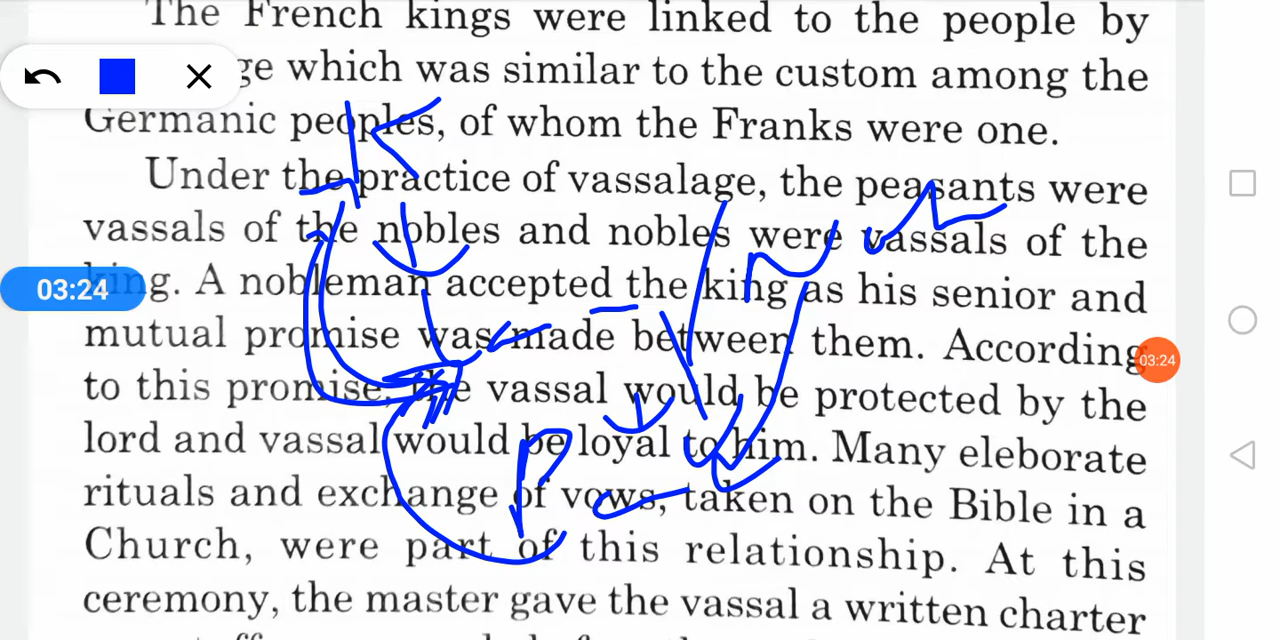 The French kings were linked to the people by
ge which was similar to the custom among the
Germanic peoples, of whom the Franks were one.
Under the practice of vassalage, the peasants were
vassals of the nobles and nobles were vassals of the
king. A nobleman accepted the king as his senior and
03:24
mutual promise was made between them. According
03:24
to this promise, the vassal would be protected by the
lord and vassal would be loyal to him. Many eleborate
rituals and exchange of vows, taken on the Bible in a
Church, were part of this relationship. At this
ceremony, the master gave the vassal a written charter
K
N
P